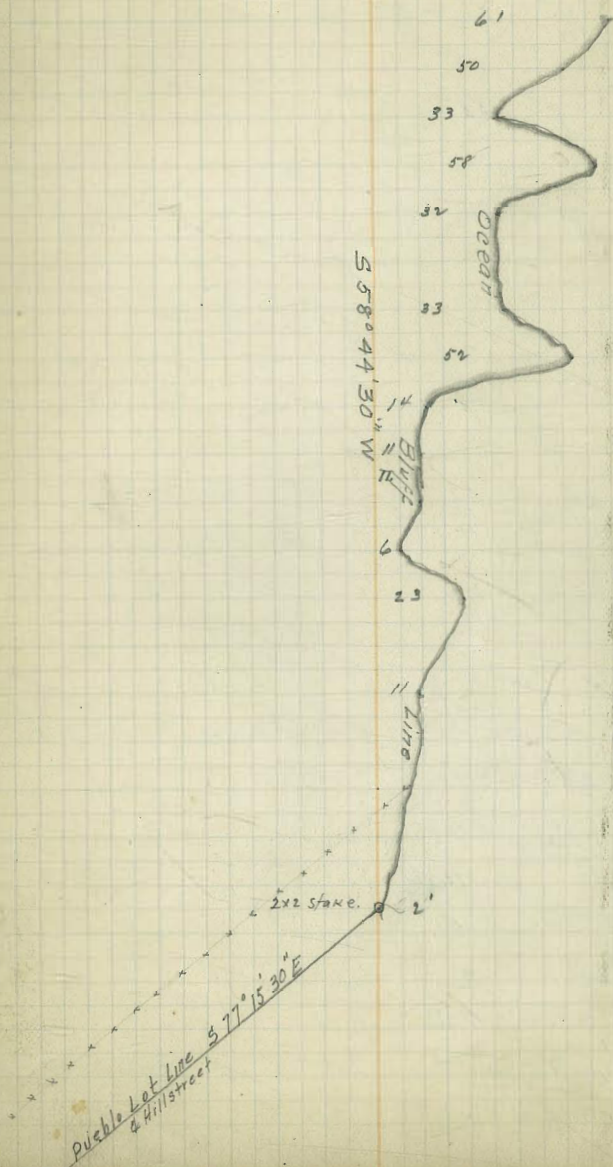 61
50
33
58
32
Ocean
33
S 58° 44' 30" W
52
14
11
Bluff
11
6
23
11
Line
2x2 stake.
2'
Pueblo Lot Line S 77° 15' 30" E
& Hillstreet